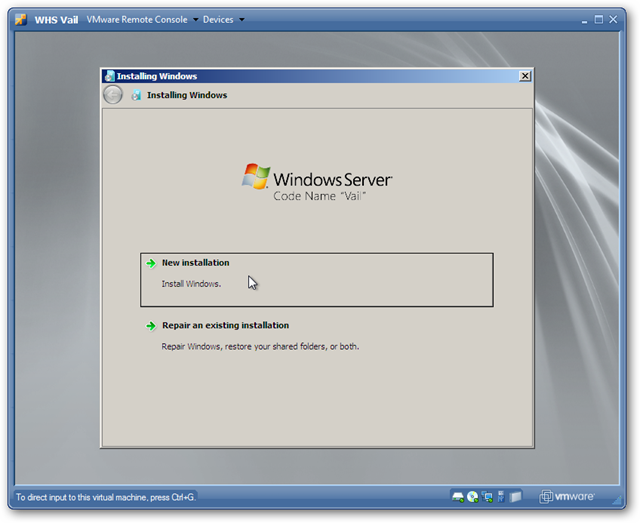 WHS Vail VMware Remote Console Devices
Installing Windows
Installing Windows
Windows Server
Code Name "Vail"
New installation
Install Windows.
Repair an existing installation
Repair Windows, restore your shared folders, or both.
To direct input to this virtual machine, press Ctrl+G.
vmware